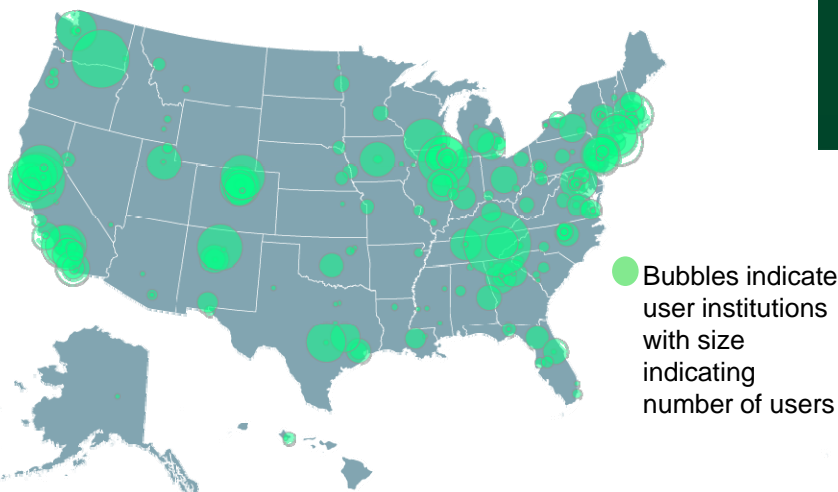 Bubbles indicate
user institutions
with size
indicating
number of users